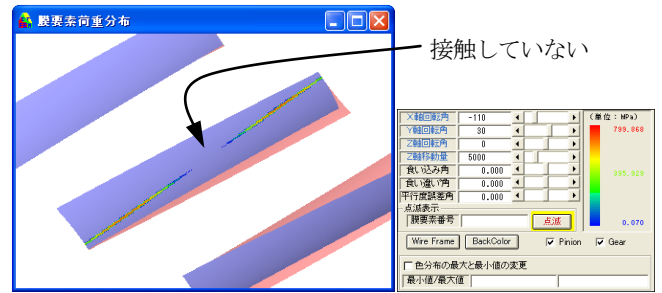 膜要素荷重分布
接触していない
X軸回転角 -110
Y軸回転角 30
Z軸回転角 0
Z軸移動量 5000
食い込み角 0.000
食い違い角 0.000
平行度誤差角 0.000
点滅表示
膜要素番号 点滅
(単位:MPa)
799.868
0.070
Wire Frame BackColor Pinion Gear
色分布の最大と最小値の変更
最小値/最大値